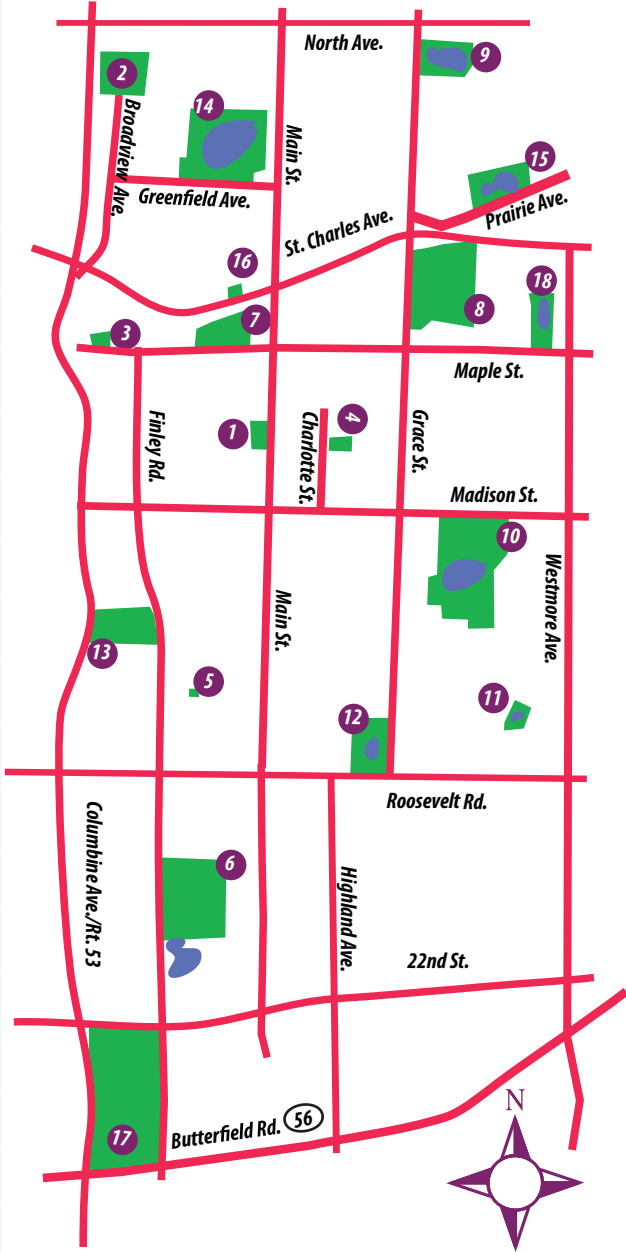 North Ave.
9
2
14
Broadview Ave.
Main St.
15
Greenfield Ave.
Prairie Ave.
St. Charles Ave.
16
18
8
7
3
Maple St.
1
4
Finley Rd.
Charlotte St.
Grace St.
Madison St.
10
Westmore Ave.
Main St.
13
5
11
12
Roosevelt Rd.
Columbine Ave./Rt. 53
6
Highland Ave.
22nd St.
N
17
Butterfield Rd. 56